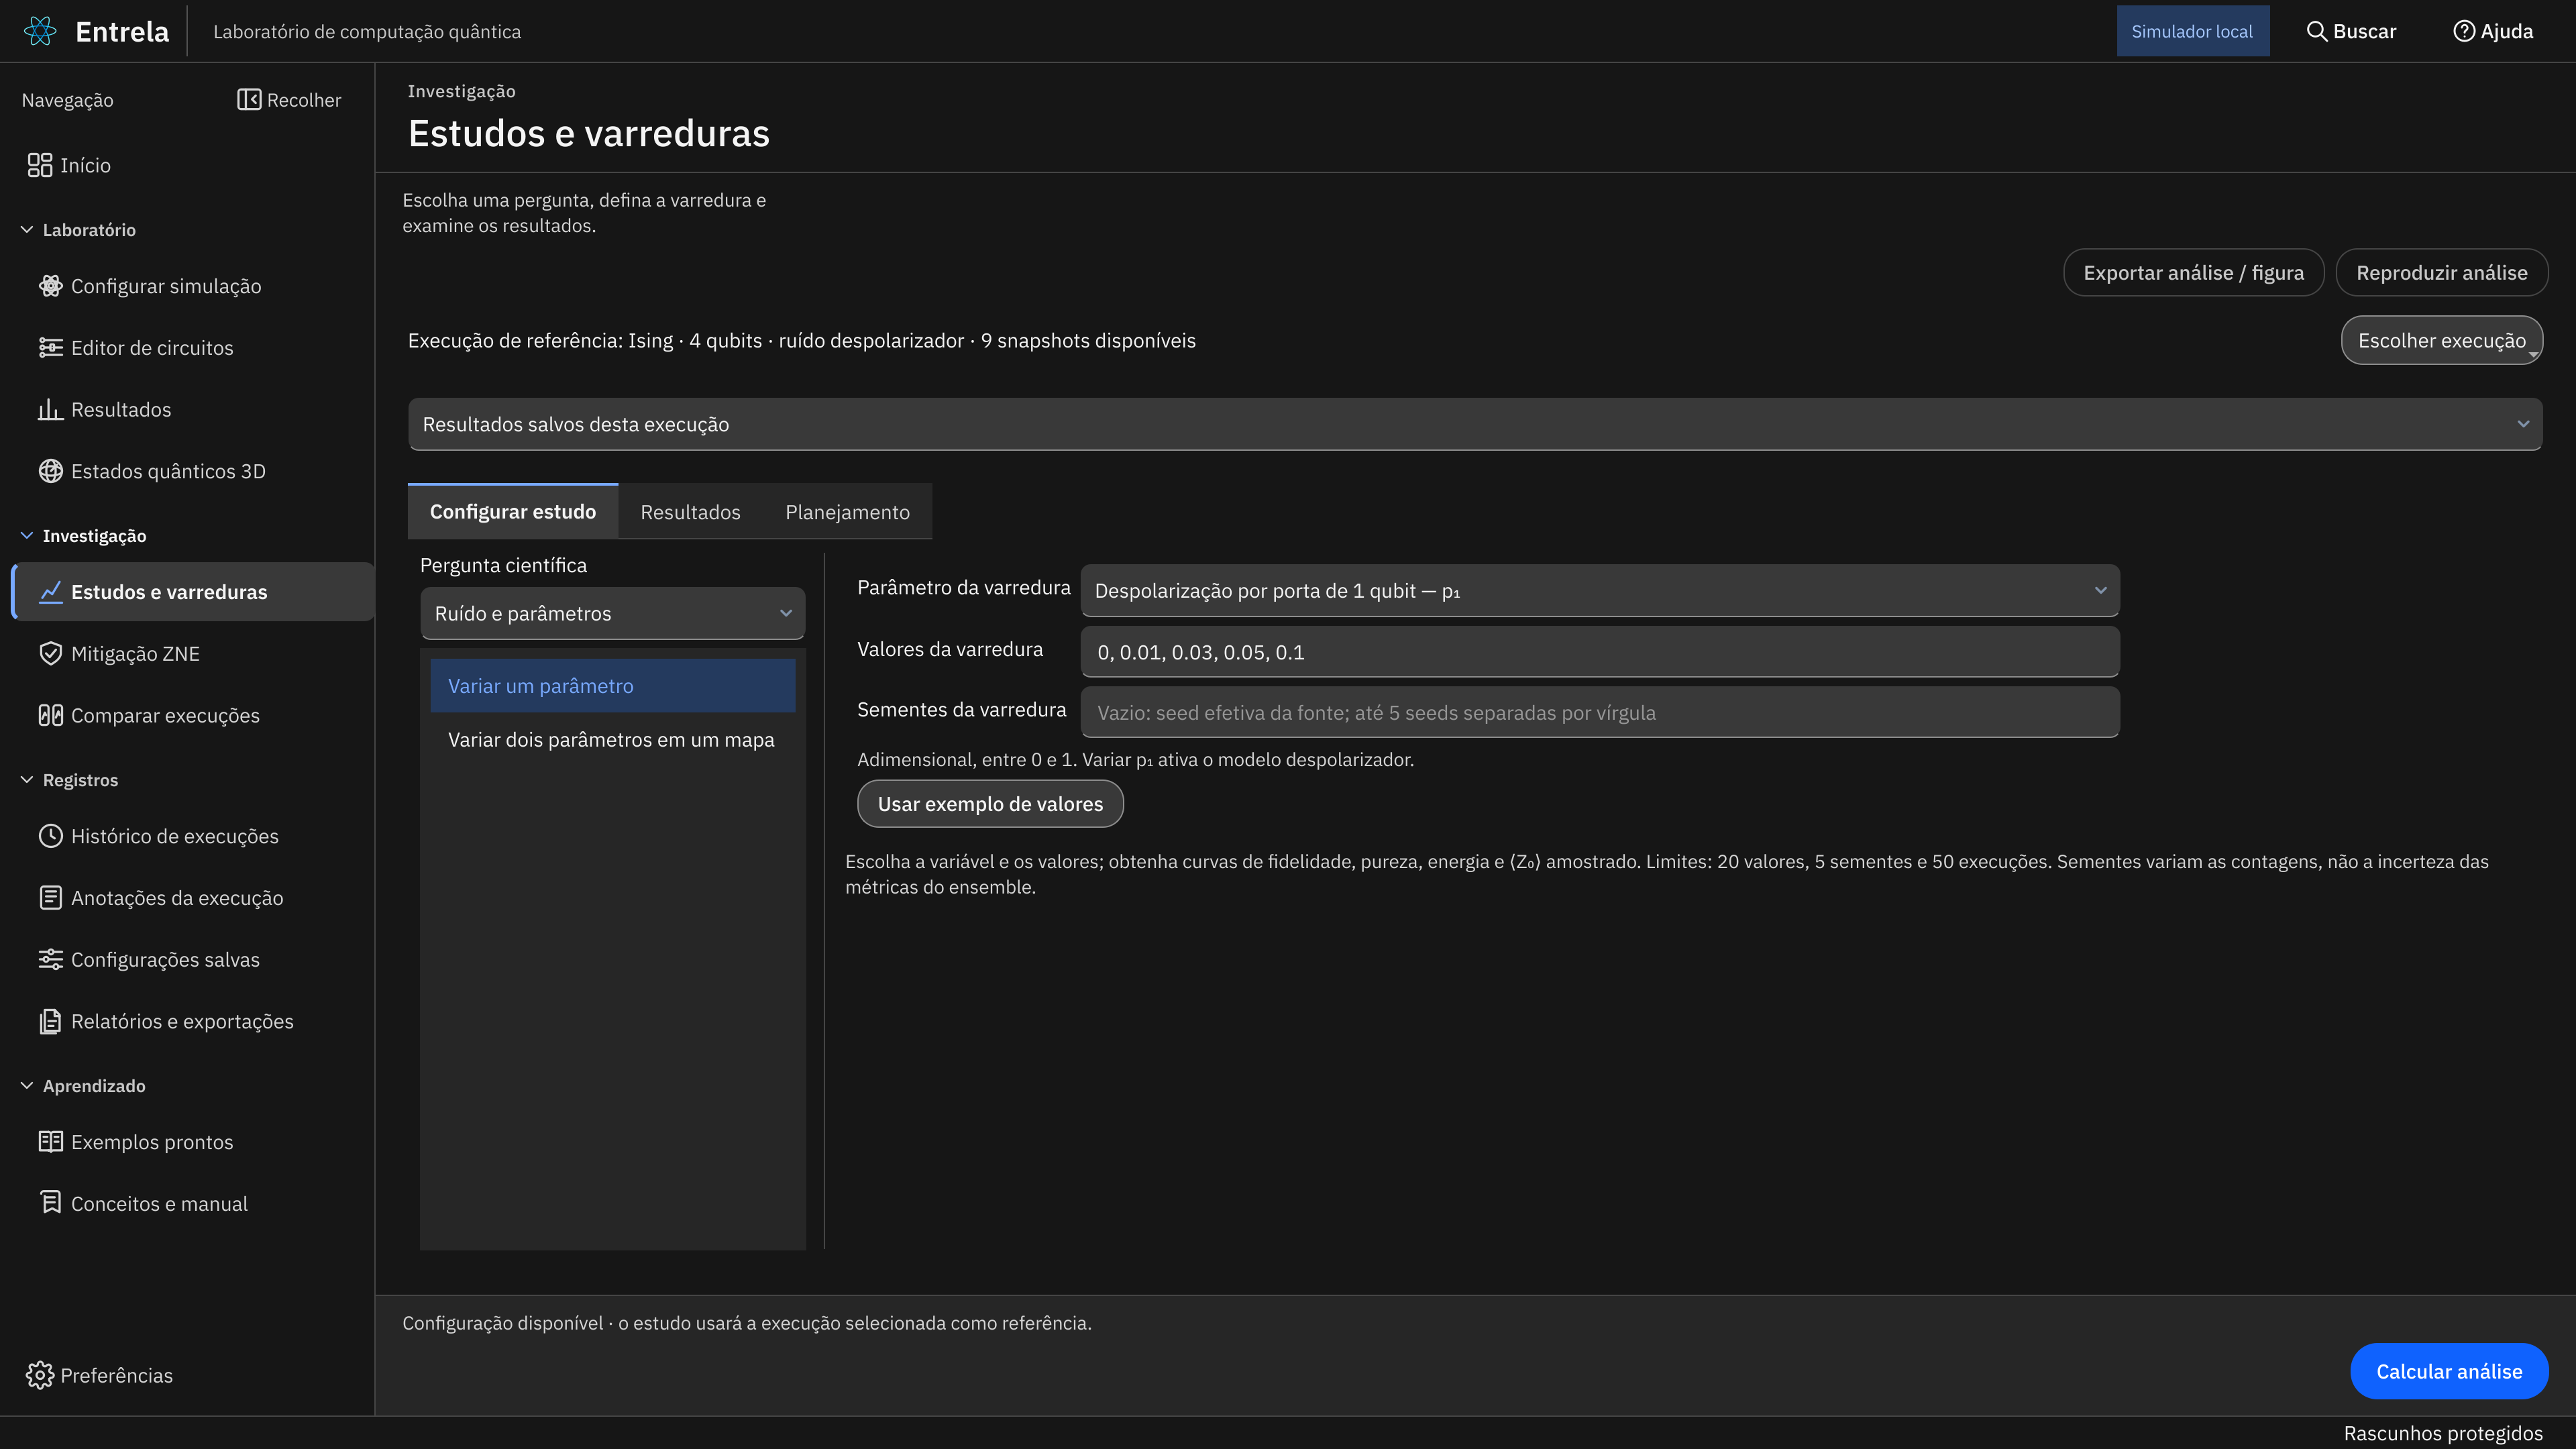 Entrela
Laboratório de computação quântica
Simulador local
Buscar
Ajuda
Navegação
Recolher
Início
Laboratório
Configurar simulação
Editor de circuitos
Resultados
Estados quânticos 3D
Investigação
Estudos e varreduras
Mitigação ZNE
Comparar execuções
Registros
Histórico de execuções
Anotações da execução
Configurações salvas
Relatórios e exportações
Aprendizado
Exemplos prontos
Conceitos e manual
Preferências
Investigação
Estudos e varreduras
Escolha uma pergunta, defina a varredura e
examine os resultados.
Exportar análise / figura
Reproduzir análise
Execução de referência: Ising · 4 qubits · ruído despolarizador · 9 snapshots disponíveis
Escolher execução
Resultados salvos desta execução
Configurar estudo
Resultados
Planejamento
Pergunta científica
Ruído e parâmetros
Variar um parâmetro
Variar dois parâmetros em um mapa
Parâmetro da varredura
Despolarização por porta de 1 qubit — p₁
Valores da varredura
0, 0.01, 0.03, 0.05, 0.1
Sementes da varredura
Vazio: seed efetiva da fonte; até 5 seeds separadas por vírgula
Adimensional, entre 0 e 1. Variar p₁ ativa o modelo despolarizador.
Usar exemplo de valores
Escolha a variável e os valores; obtenha curvas de fidelidade, pureza, energia e ⟨Z₀⟩ amostrado. Limites: 20 valores, 5 sementes e 50 execuções. Sementes variam as contagens, não a incerteza das
métricas do ensemble.
Configuração disponível · o estudo usará a execução selecionada como referência.
Calcular análise
Rascunhos protegidos